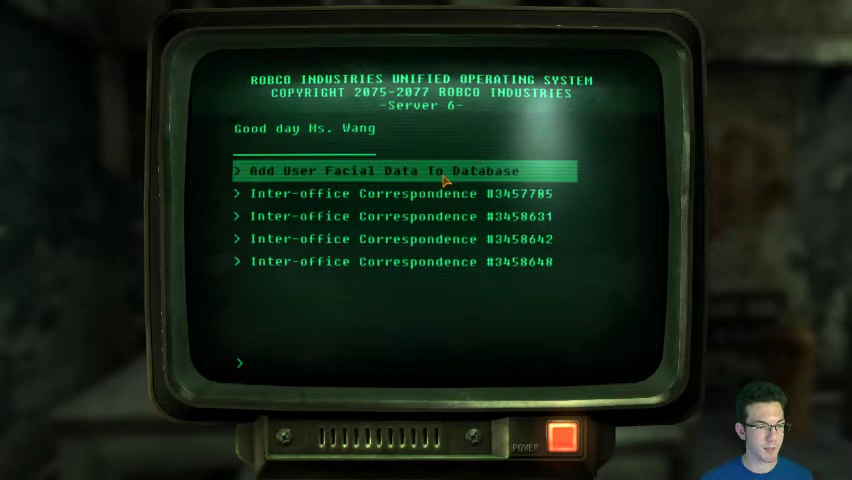 ROBCO INDUSTRIES UNIFIED OPERATING SYSTEM
COPYRIGHT 2075-2077 ROBCO INDUSTRIES
-Server 6-
Good day Ms. Wang
> Add User Facial Data To Database
> Inter-office Correspondence #3457785
> Inter-office Correspondence #3458631
> Inter-office Correspondence #3458642
> Inter-office Correspondence #3458648
>
POWER